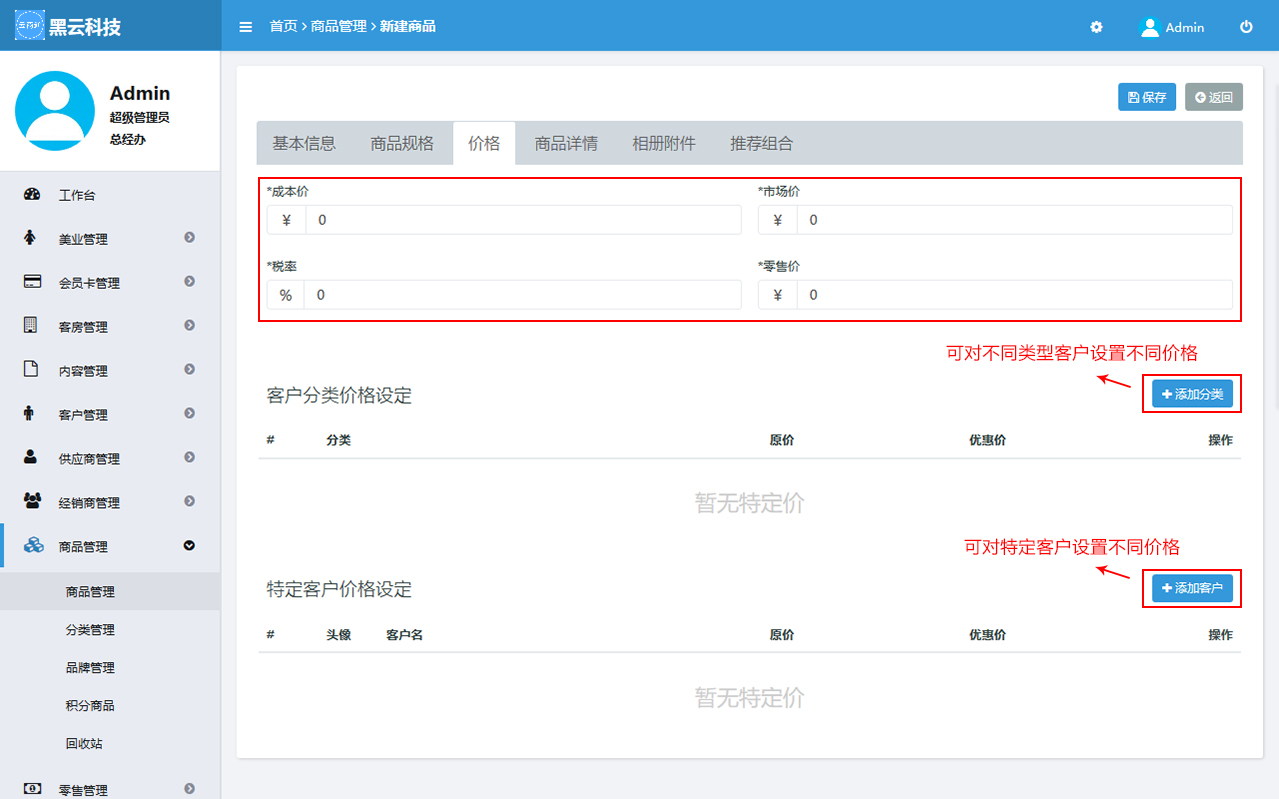 黑云科技
首页 > 商品管理 > 新建商品
Admin
Admin
超级管理员
总经办
工作台
美业管理
会员卡管理
客房管理
内容管理
客户管理
供应商管理
经销商管理
商品管理
商品管理
分类管理
品牌管理
积分商品
回收站
零售管理
保存 返回
基本信息 商品规格 价格 商品详情 相册附件 推荐组合
*成本价 *市场价
¥ 0 ¥ 0
*税率 *零售价
% 0 ¥ 0
可对不同类型客户设置不同价格
客户分类价格设定 添加分类
# 分类 原价 优惠价 操作
暂无特定价
可对特定客户设置不同价格
特定客户价格设定 添加客户
# 头像 客户名 原价 优惠价 操作
暂无特定价